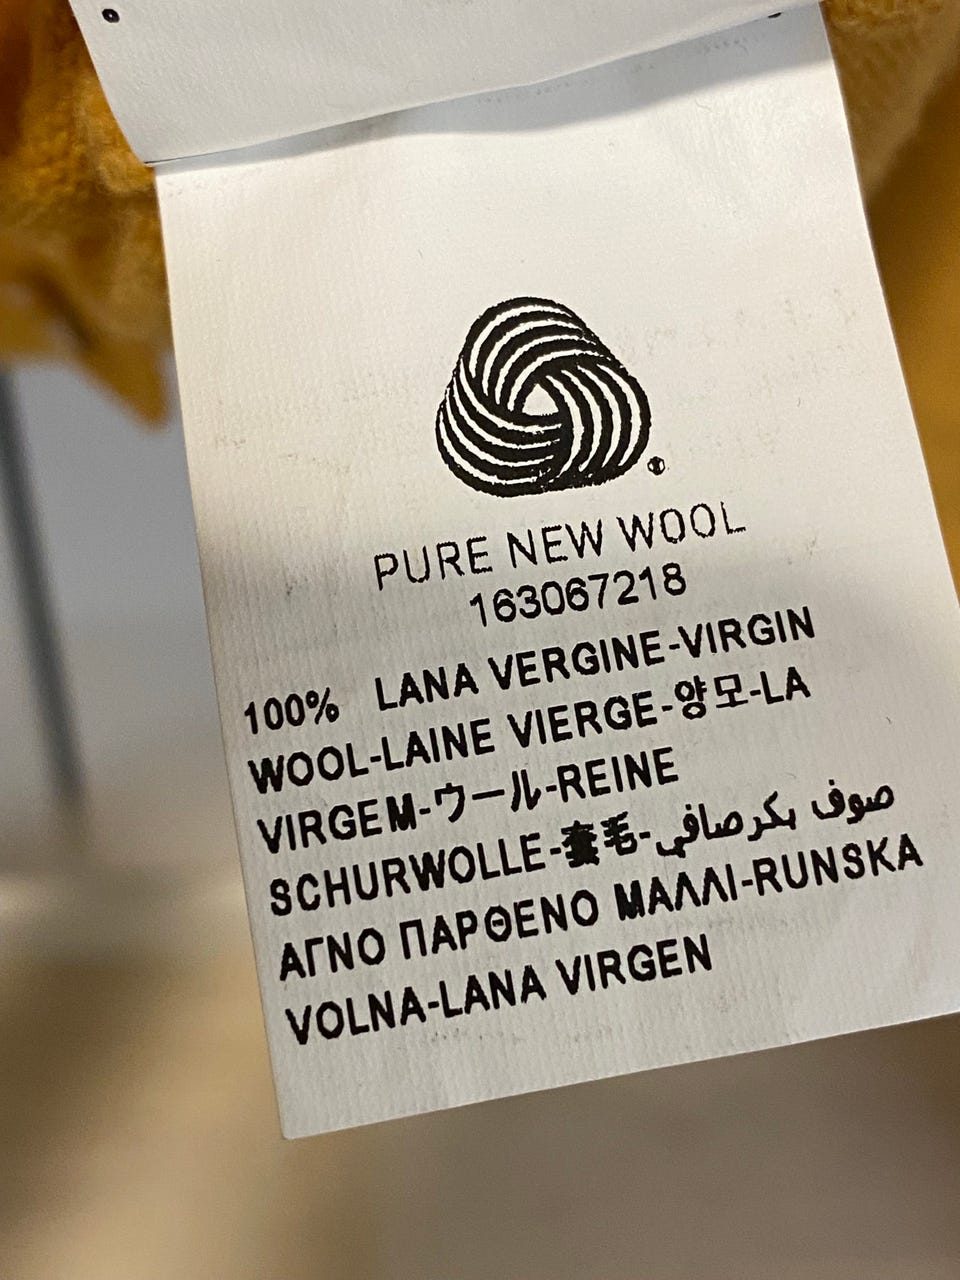 PURE NEW WOOL
163067218
100% LANA VERGINE-VIRGIN
WOOL-LAINE VIERGE-양모-LA
VIRGEM-ウール-REINE
SCHURWOLLE-羊毛-صوف بكر صافي
ΑΓΝΟ ΠΑΡΘΕΝΟ ΜΑΛΛΙ-RUNSKA
VOLNA-LANA VIRGEN